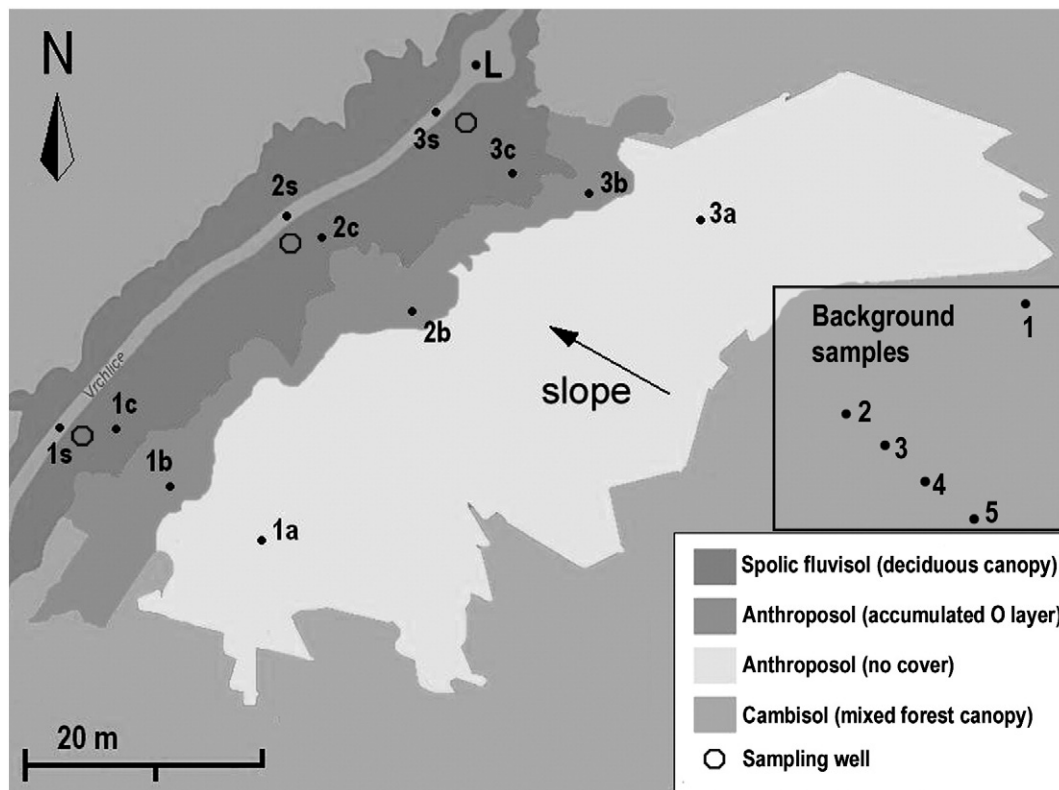 N
L
3s
3c
2s
3b
2c
3a
Background
samples
1
2b
slope
Vrchlice
2
1c
3
1s
1b
4
5
1a
Spolic fluvisol (deciduous canopy)
Anthroposol (accumulated O layer)
Anthroposol (no cover)
Cambisol (mixed forest canopy)
20 m
Sampling well